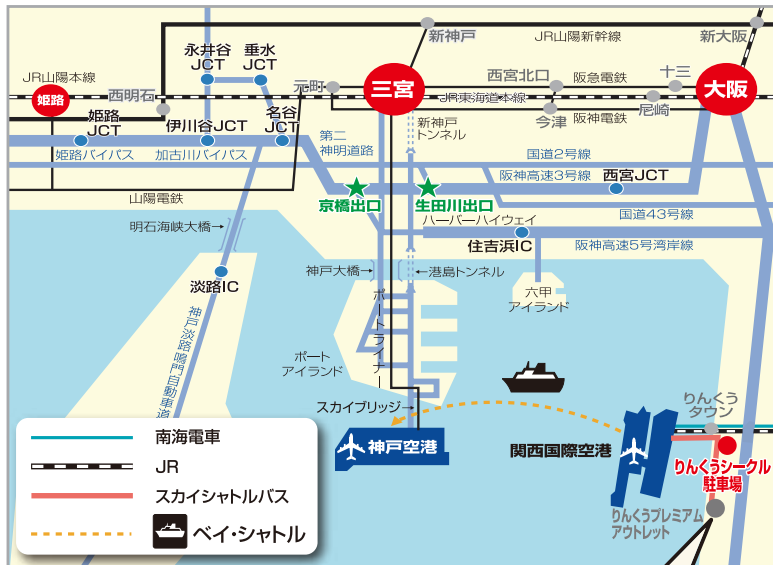 新神戸
JR山陽新幹線
新大阪
永井谷
JCT
垂水
JCT
JR山陽本線
西明石
元町
三宮
西宮北口
阪急電鉄
十三
大阪
姫路
JR東海道本線
今津
阪神電鉄
尼崎
姫路
JCT
伊川谷JCT
名谷
JCT
新神戸
トンネル
第二
神明道路
姫路バイパス
加古川バイパス
国道2号線
阪神高速3号線
西宮JCT
山陽電鉄
京橋出口
生田川出口
国道43号線
明石海峡大橋
ハーバーハイウェイ
住吉浜IC
阪神高速5号湾岸線
淡路IC
神戸大橋
港島トンネル
六甲
アイランド
ポートライナー
神戸淡路鳴門自動車道
ポート
アイランド
スカイブリッジ
神戸空港
関西国際空港
りんくう
タウン
りんくうシークル
駐車場
りんくうプレミアム
アウトレット
南海電車
JR
スカイシャトルバス
ベイ・シャトル